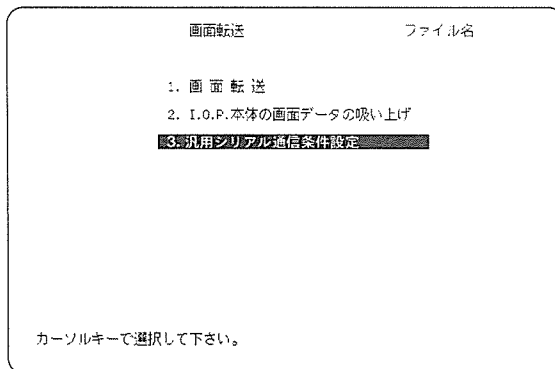 画面転送 ファイル名
1. 画 面 転 送
2. I.O.P.本体の画面データの吸い上げ
3. 汎用シリアル通信条件設定
カーソルキーで選択して下さい。